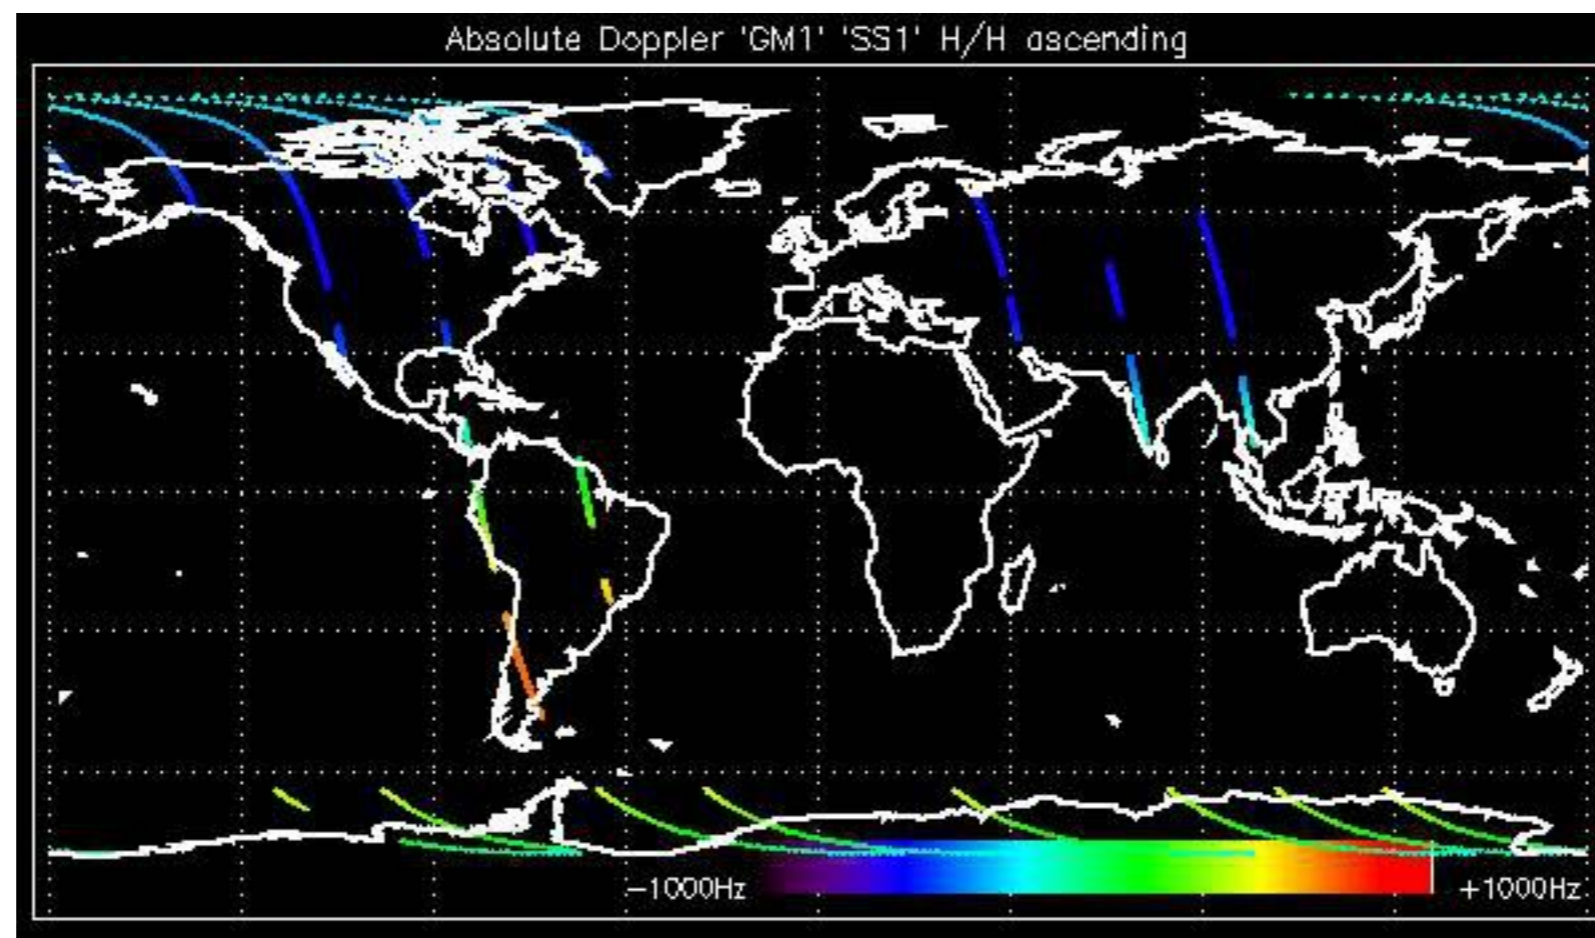 Absolute Doppler 'GM1' 'SS1' H/H ascending
-1000Hz
+1000Hz